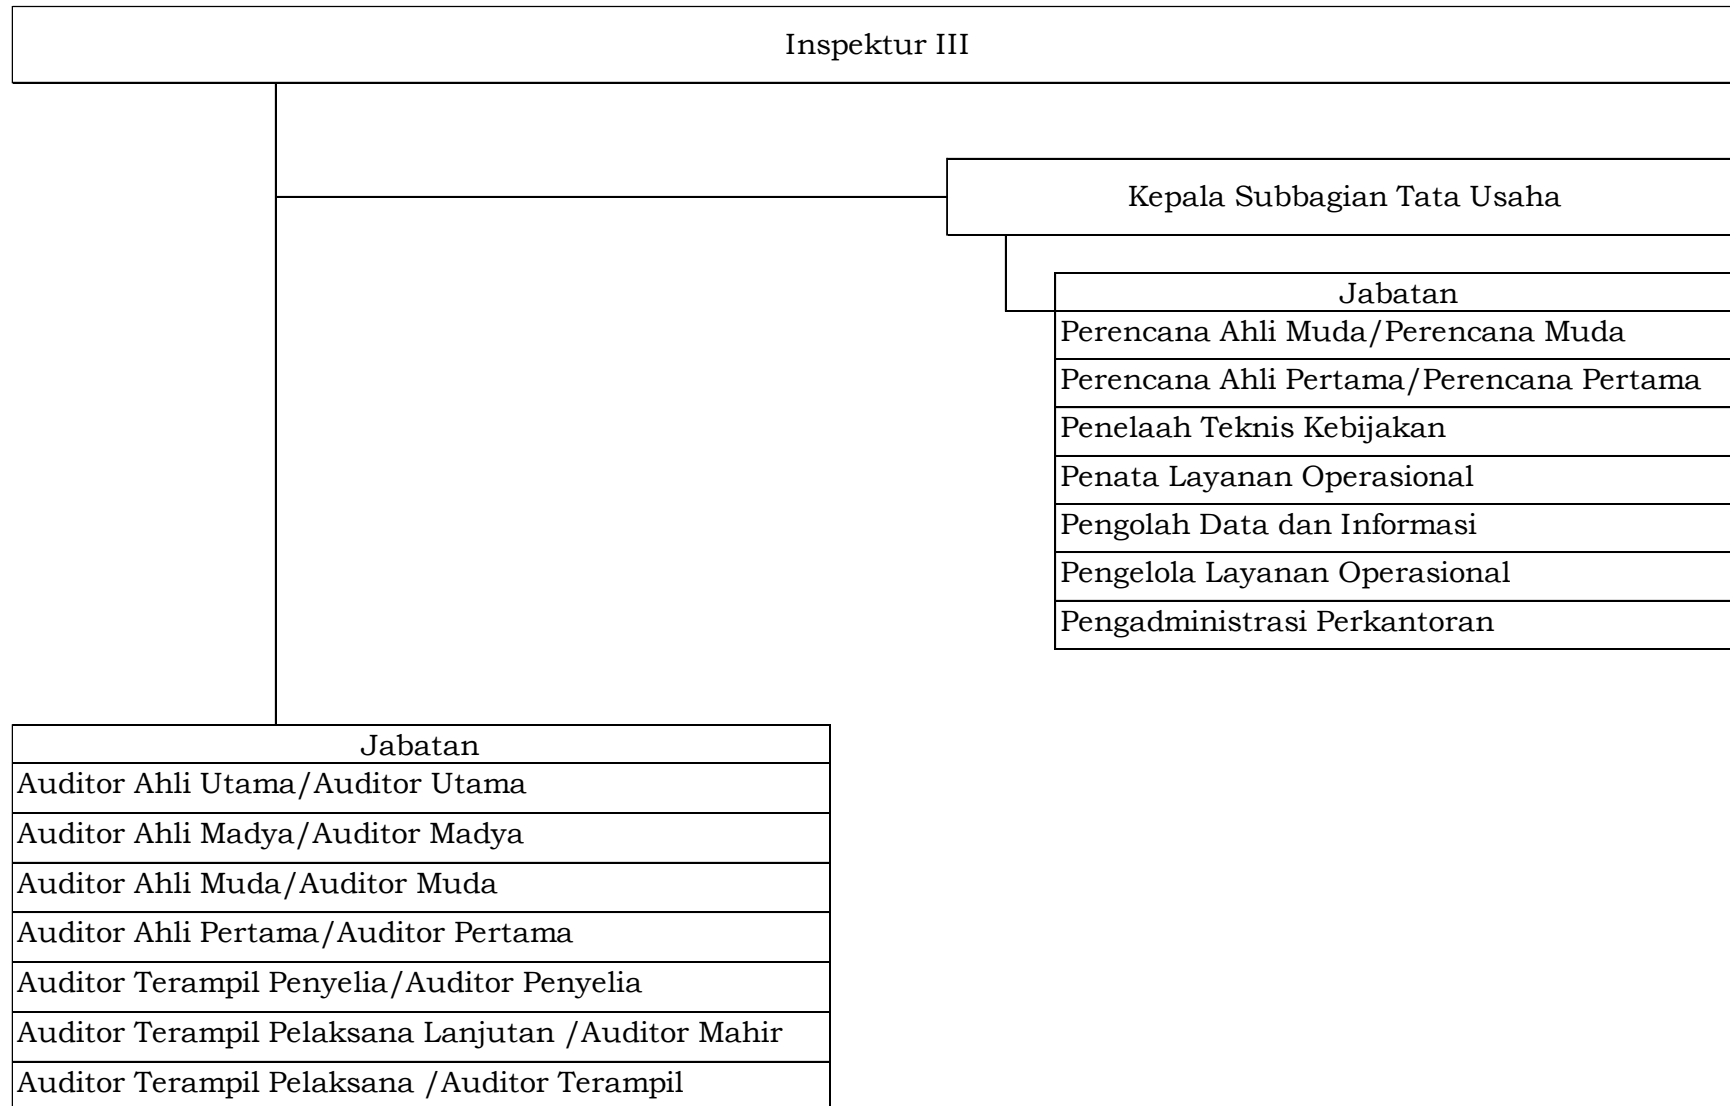 Inspektur III
Kepala Subbagian Tata Usaha
Jabatan
Perencana Ahli Muda/Perencana Muda
Perencana Ahli Pertama/Perencana Pertama
Penelaah Teknis Kebijakan
Penata Layanan Operasional
Pengolah Data dan Informasi
Pengelola Layanan Operasional
Pengadministrasi Perkantoran
Jabatan
Auditor Ahli Utama/Auditor Utama
Auditor Ahli Madya/Auditor Madya
Auditor Ahli Muda/Auditor Muda
Auditor Ahli Pertama/Auditor Pertama
Auditor Terampil Penyelia/Auditor Penyelia
Auditor Terampil Pelaksana Lanjutan /Auditor Mahir
Auditor Terampil Pelaksana /Auditor Terampil